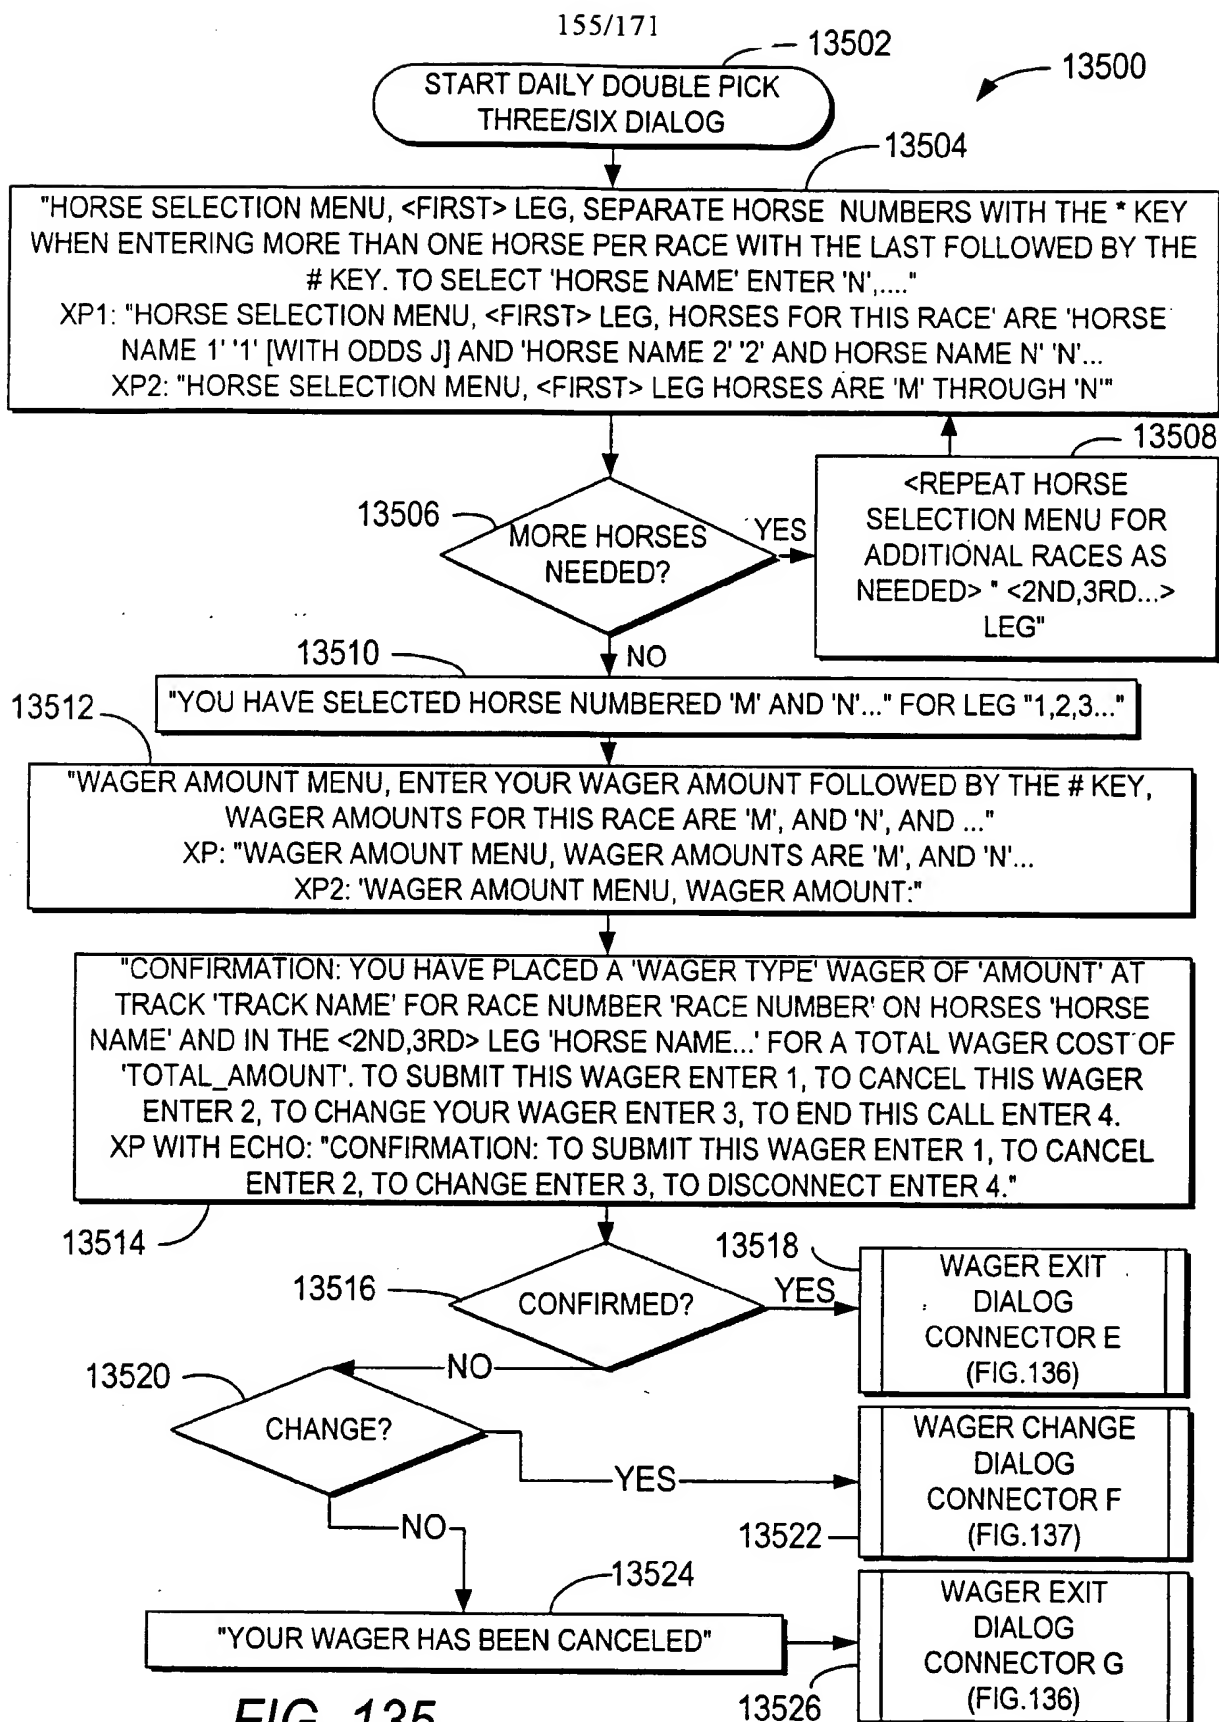 155/171
13502
13500
START DAILY DOUBLE PICK
THREE/SIX DIALOG
13504
"HORSE SELECTION MENU, <FIRST> LEG, SEPARATE HORSE NUMBERS WITH THE * KEY
WHEN ENTERING MORE THAN ONE HORSE PER RACE WITH THE LAST FOLLOWED BY THE
# KEY. TO SELECT 'HORSE NAME' ENTER 'N',...."
XP1: "HORSE SELECTION MENU, <FIRST> LEG, HORSES FOR THIS RACE' ARE 'HORSE
NAME 1' '1' [WITH ODDS J] AND 'HORSE NAME 2' '2' AND HORSE NAME N' 'N'...
XP2: "HORSE SELECTION MENU, <FIRST> LEG HORSES ARE 'M' THROUGH 'N'"
13508
<REPEAT HORSE
SELECTION MENU FOR
ADDITIONAL RACES AS
NEEDED> " <2ND,3RD...>
LEG"
13506
MORE HORSES
NEEDED?
YES
NO
13510
"YOU HAVE SELECTED HORSE NUMBERED 'M' AND 'N'..." FOR LEG "1,2,3..."
13512
"WAGER AMOUNT MENU, ENTER YOUR WAGER AMOUNT FOLLOWED BY THE # KEY,
WAGER AMOUNTS FOR THIS RACE ARE 'M', AND 'N', AND ..."
XP: "WAGER AMOUNT MENU, WAGER AMOUNTS ARE 'M', AND 'N'...
XP2: 'WAGER AMOUNT MENU, WAGER AMOUNT:"
"CONFIRMATION: YOU HAVE PLACED A 'WAGER TYPE' WAGER OF 'AMOUNT' AT
TRACK 'TRACK NAME' FOR RACE NUMBER 'RACE NUMBER' ON HORSES 'HORSE
NAME' AND IN THE <2ND,3RD> LEG 'HORSE NAME...' FOR A TOTAL WAGER COST OF
'TOTAL_AMOUNT'. TO SUBMIT THIS WAGER ENTER 1, TO CANCEL THIS WAGER
ENTER 2, TO CHANGE YOUR WAGER ENTER 3, TO END THIS CALL ENTER 4.
XP WITH ECHO: "CONFIRMATION: TO SUBMIT THIS WAGER ENTER 1, TO CANCEL
ENTER 2, TO CHANGE ENTER 3, TO DISCONNECT ENTER 4."
13514
13516
CONFIRMED?
YES
13518
WAGER EXIT
DIALOG
CONNECTOR E
(FIG.136)
NO
13520
CHANGE?
YES
WAGER CHANGE
DIALOG
CONNECTOR F
(FIG.137)
13522
NO
13524
"YOUR WAGER HAS BEEN CANCELED"
WAGER EXIT
DIALOG
CONNECTOR G
(FIG.136)
13526
FIG. 135